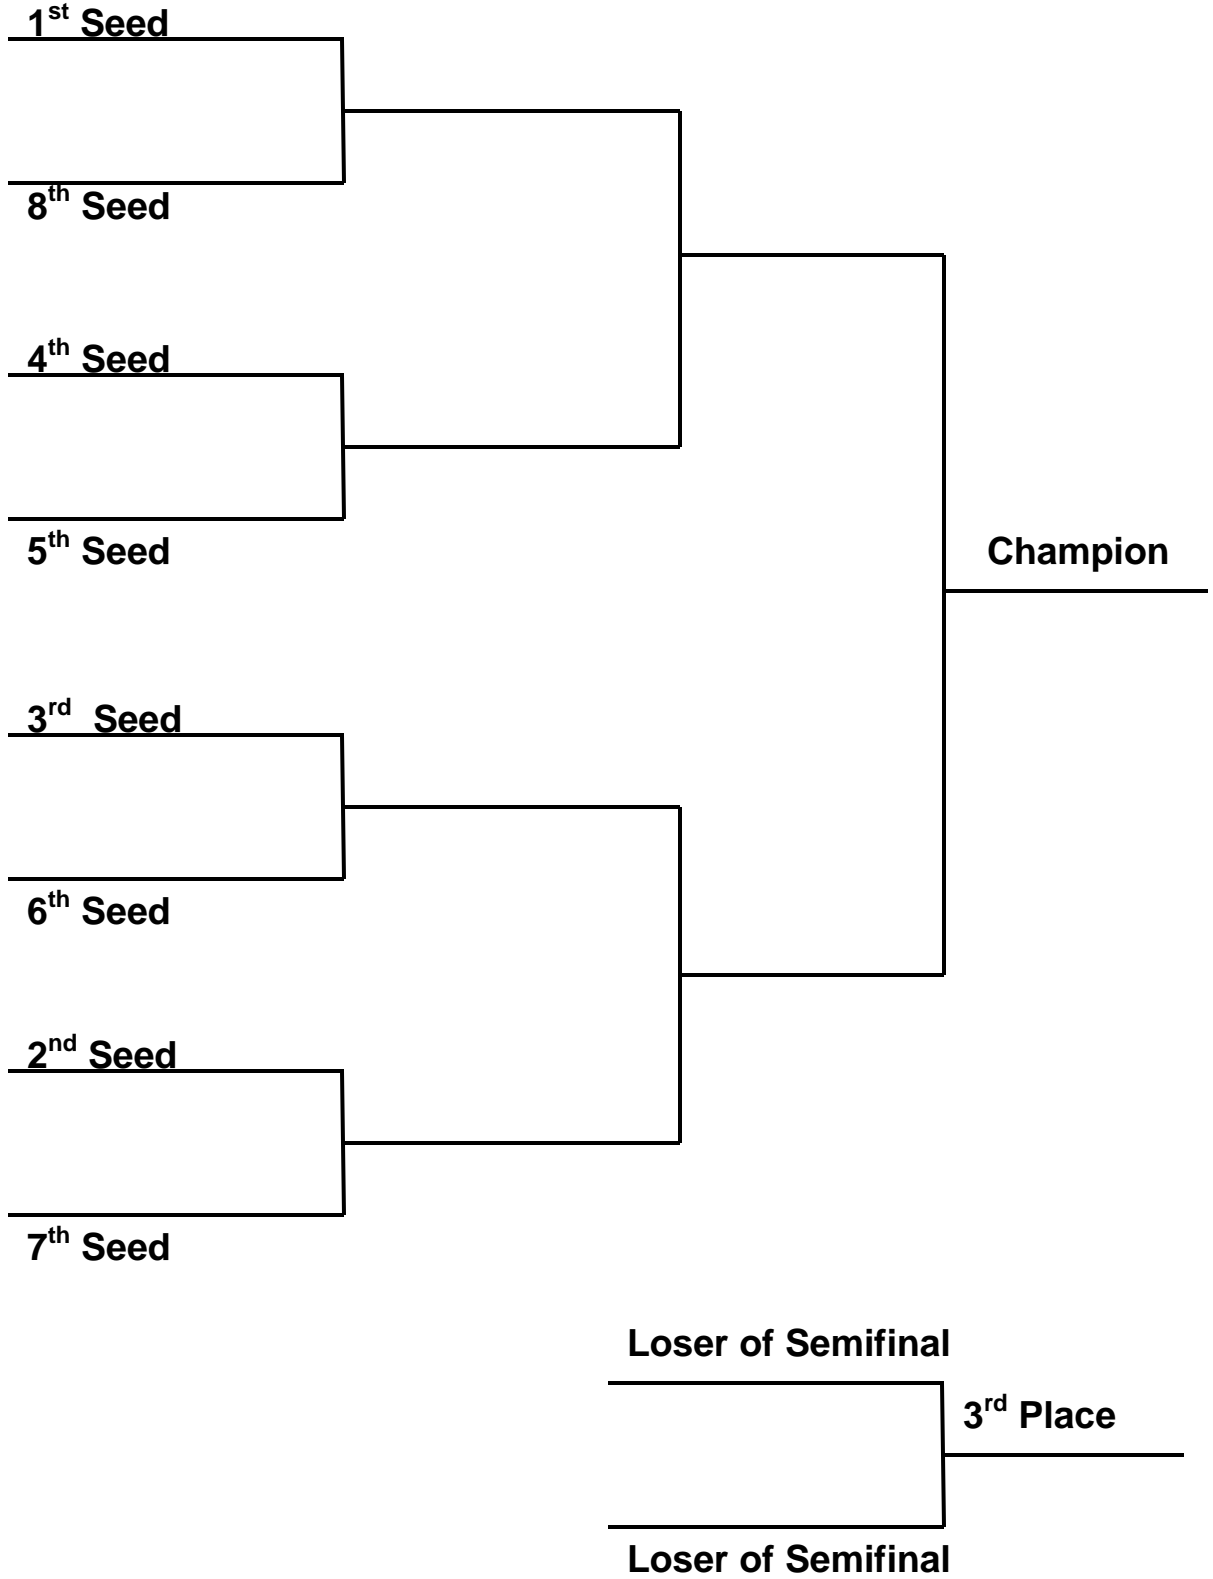 1st Seed
8th Seed
4th Seed
5th Seed
Champion
3rd  Seed
6th Seed
2nd Seed
7th Seed
Loser of Semifinal
3rd Place
Loser of Semifinal